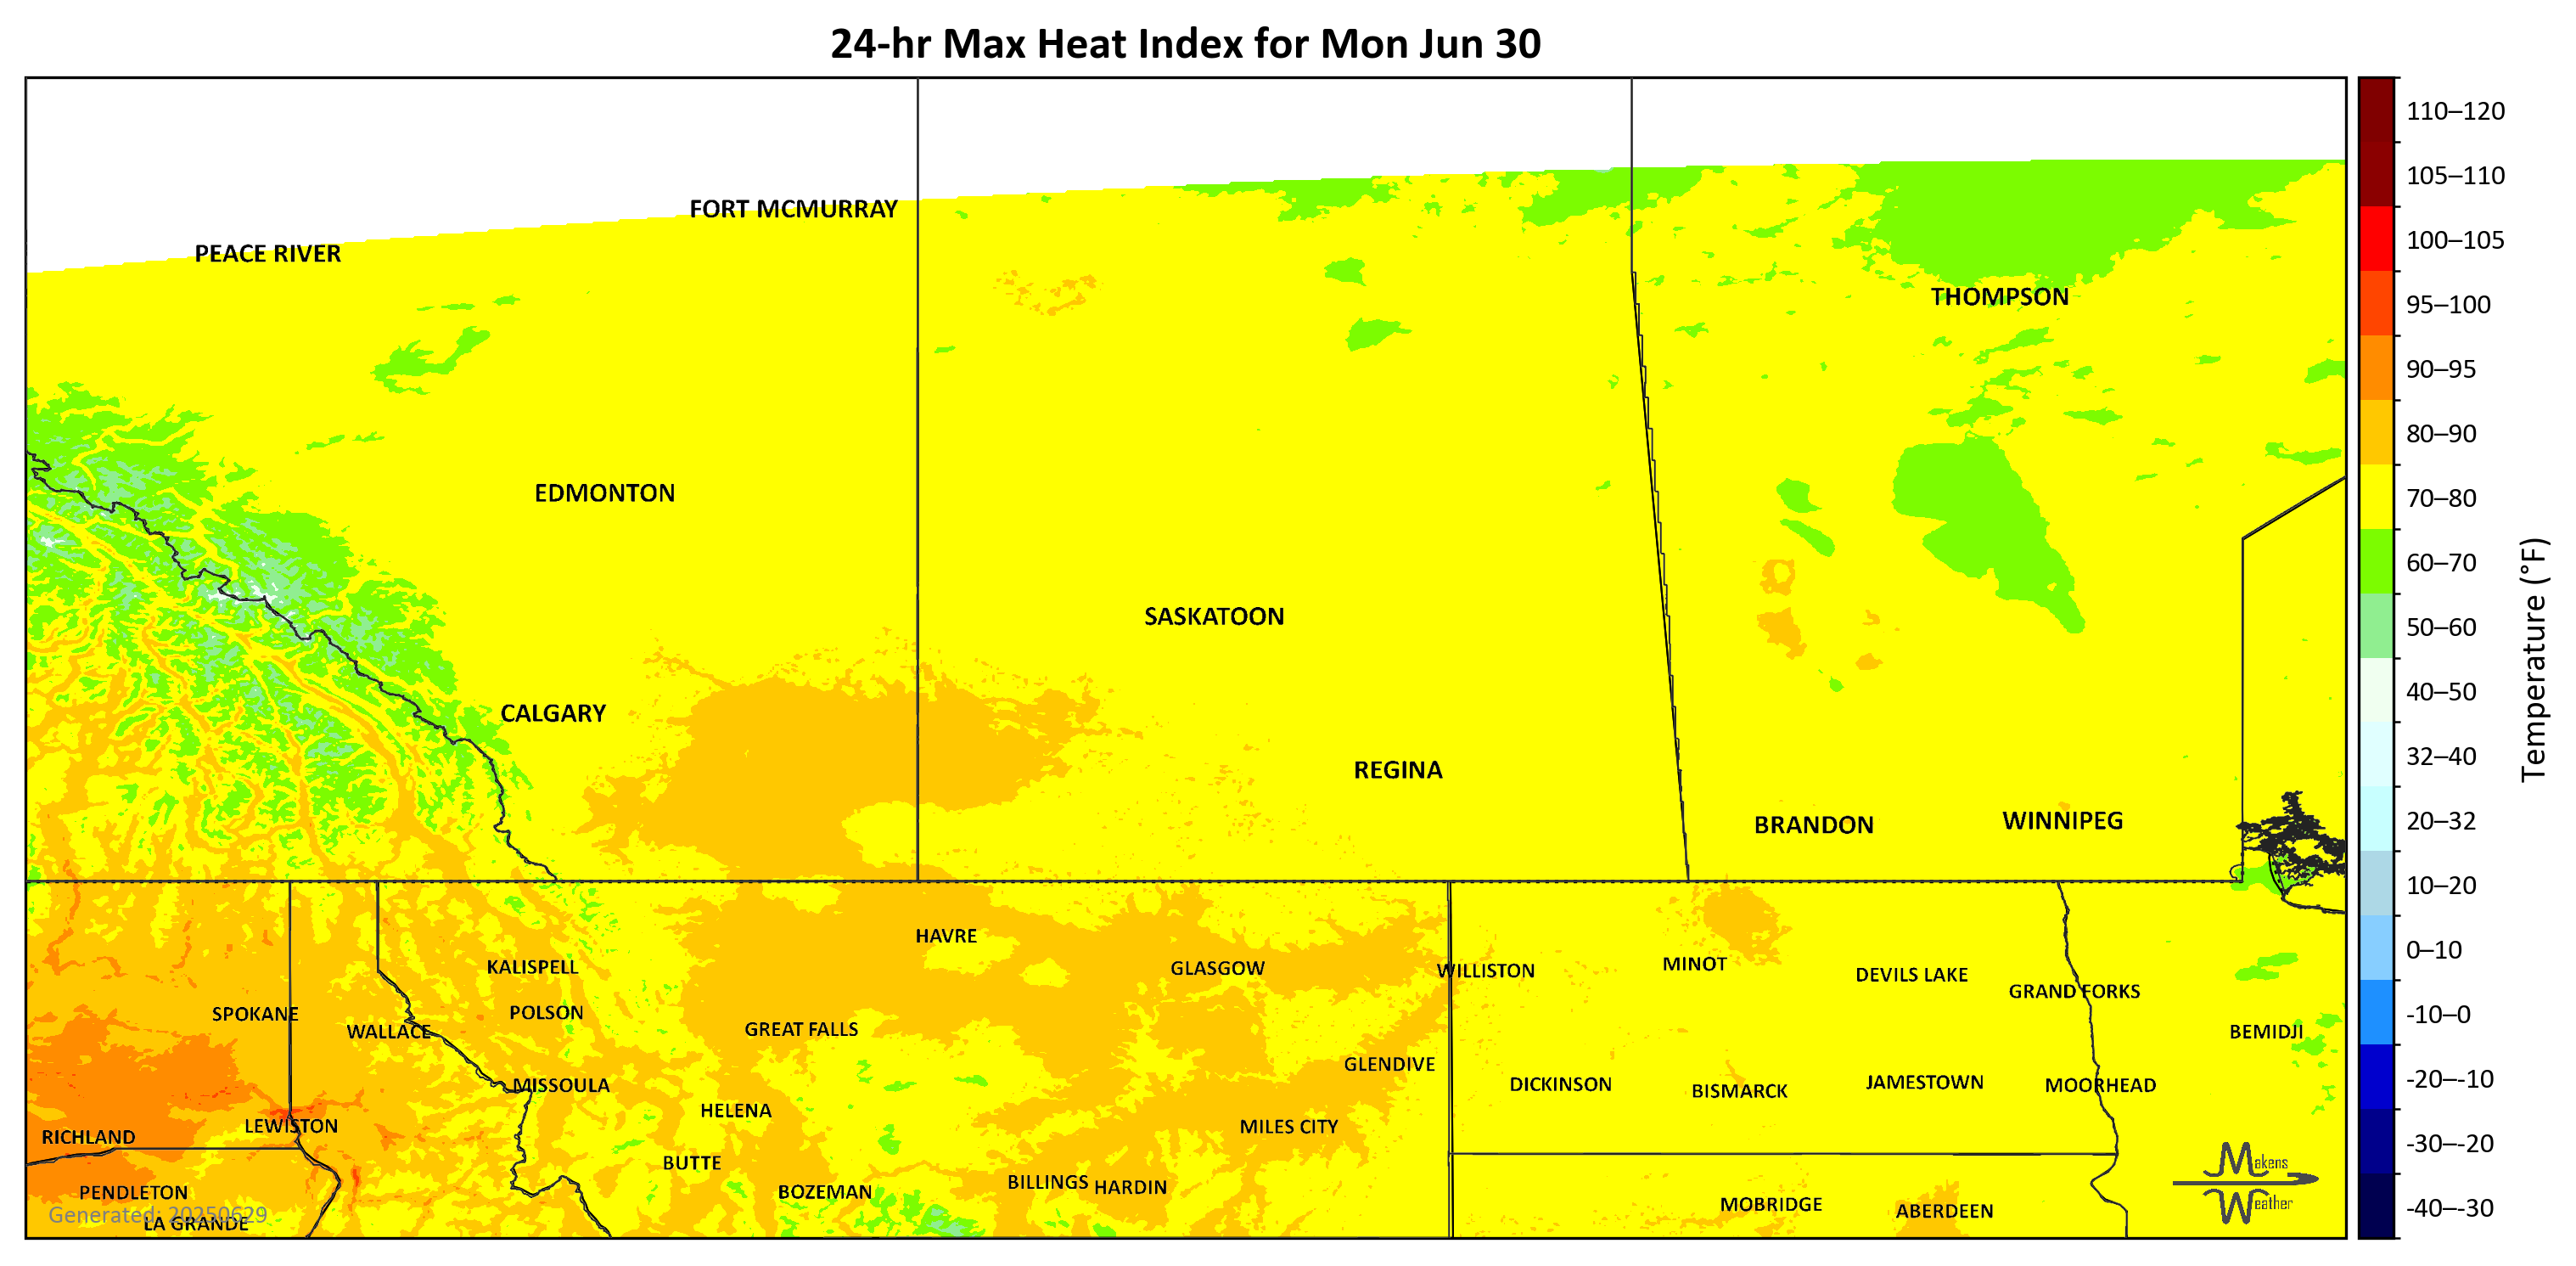 24-hr Max Heat Index for Mon Jun 30
FORT MCMURRAY
PEACE RIVER
THOMPSON
EDMONTON
SASKATOON
CALGARY
REGINA
BRANDON
WINNIPEG
HAVRE
KALISPELL
GLASGOW
WILLISTON
MINOT
DEVILS LAKE
GRAND FORKS
SPOKANE
POLSON
WALLACE
GREAT FALLS
BEMIDJI
GLENDIVE
MISSOULA
DICKINSON
BISMARCK
JAMESTOWN
MOORHEAD
HELENA
LEWISTON
MILES CITY
RICHLAND
BUTTE
PENDLETON
BOZEMAN
BILLINGS
HARDIN
MOBRIDGE
ABERDEEN
Generated: 20250629
LA GRANDE
Makens
Weather
110–120
105–110
100–105
95–100
90–95
80–90
70–80
60–70
50–60
40–50
32–40
20–32
10–20
0–10
-10–0
-20–-10
-30–-20
-40–-30
Temperature (°F)